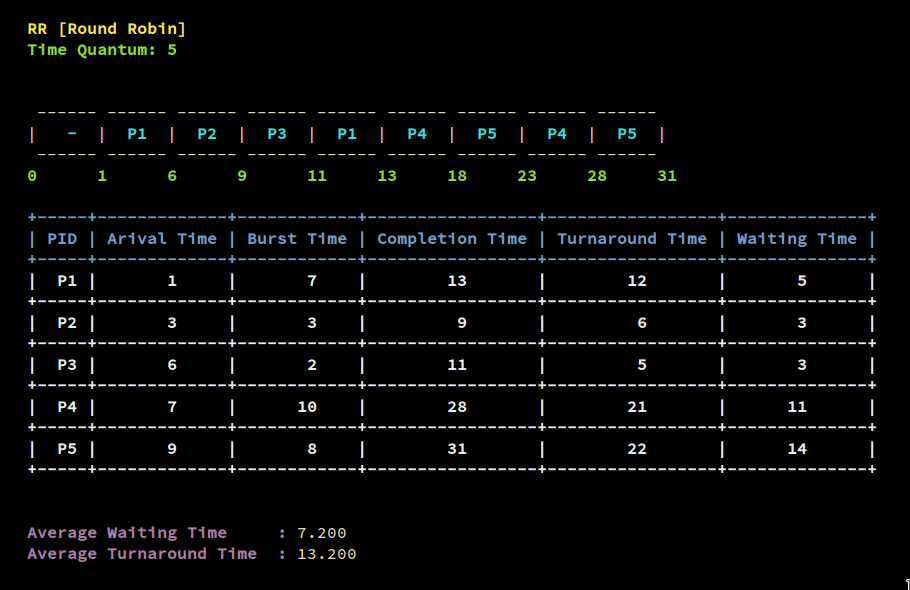 RR [Round Robin]
Time Quantum: 5
 ------ ------ ------ ------ ------ ------ ------ ------ ------
|   -  |  P1  |  P2  |  P3  |  P1  |  P4  |  P5  |  P4  |  P5  |
 ------ ------ ------ ------ ------ ------ ------ ------ ------
0      1      6      9      11     13     18     23     28     31
+-----+-------------+------------+-----------------+-----------------+--------------+
| PID | Arival Time | Burst Time | Completion Time | Turnaround Time | Waiting Time |
+-----+-------------+------------+-----------------+-----------------+--------------+
|  P1 |       1     |       7    |        13       |        12       |       5      |
+-----+-------------+------------+-----------------+-----------------+--------------+
|  P2 |       3     |       3    |         9       |         6       |       3      |
+-----+-------------+------------+-----------------+-----------------+--------------+
|  P3 |       6     |       2    |        11       |         5       |       3      |
+-----+-------------+------------+-----------------+-----------------+--------------+
|  P4 |       7     |      10    |        28       |        21       |      11      |
+-----+-------------+------------+-----------------+-----------------+--------------+
|  P5 |       9     |       8    |        31       |        22       |      14      |
+-----+-------------+------------+-----------------+-----------------+--------------+
Average Waiting Time     : 7.200
Average Turnaround Time  : 13.200